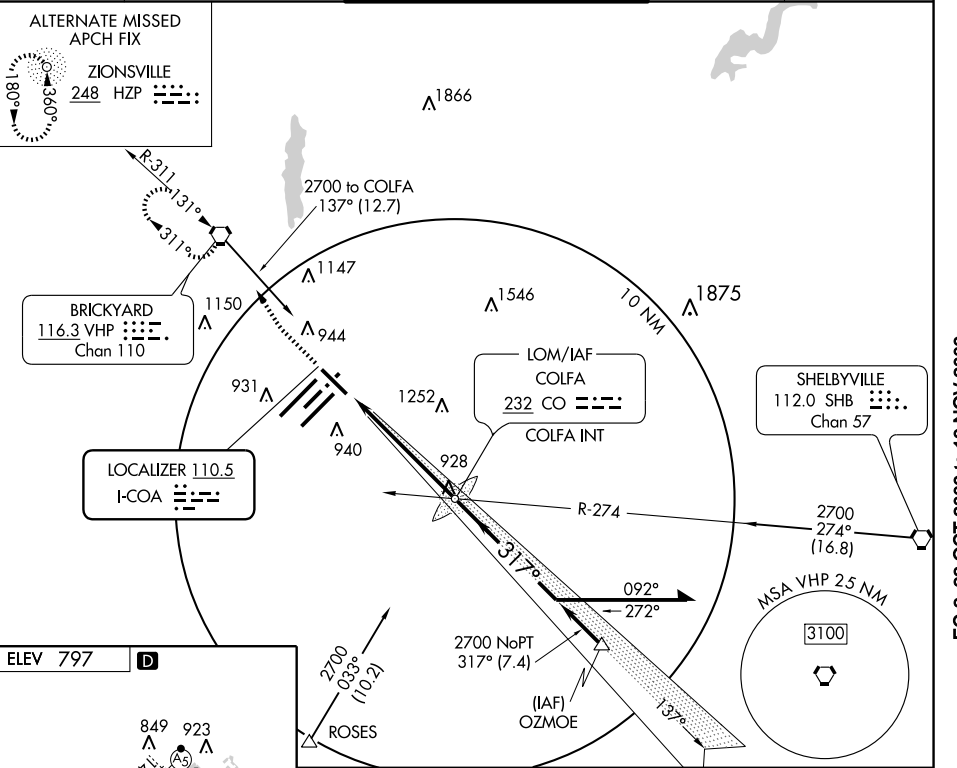 ALTERNATE MISSED
APCH FIX
ZIONSVILLE
248 HZP
180°
360°
1866
R-311
131°
311°
2700 to COLFA
137° (12.7)
1147
1150
1546
10 NM
1875
BRICKYARD
116.3 VHP
Chan 110
944
931
1252
940
LOM/IAF
COLFA
232 CO
COLFA INT
SHELBYVILLE
112.0 SHB
Chan 57
LOCALIZER 110.5
I-COA
928
R-274
2700
274°
(16.8)
317°
092°
272°
MSA VHP 25 NM
3100
2700 NoPT
317° (7.4)
(IAF)
OZMOE
137°
2700
033°
(10.2)
ROSES
ELEV 797
D
849
923
A5